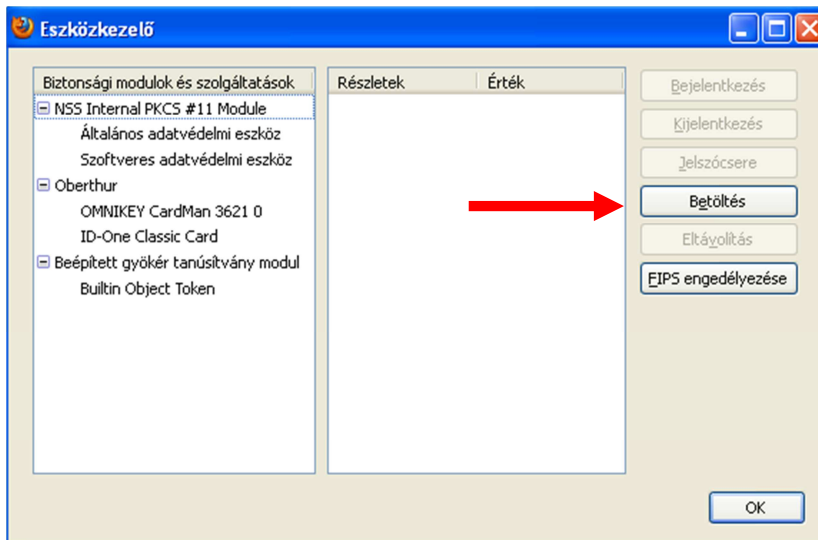 Eszközkezelő
Biztonsági modulok és szolgáltatások
Részletek
Érték
NSS Internal PKCS #11 Module
Általános adatvédelmi eszköz
Szoftveres adatvédelmi eszköz
Oberthur
OMNIKEY CardMan 3621 0
ID-One Classic Card
Beépített gyökér tanúsítvány modul
Builtin Object Token
Bejelentkezés
Kijelentkezés
Jelszócsere
Betöltés
Eltávolítás
FIPS engedélyezése
OK